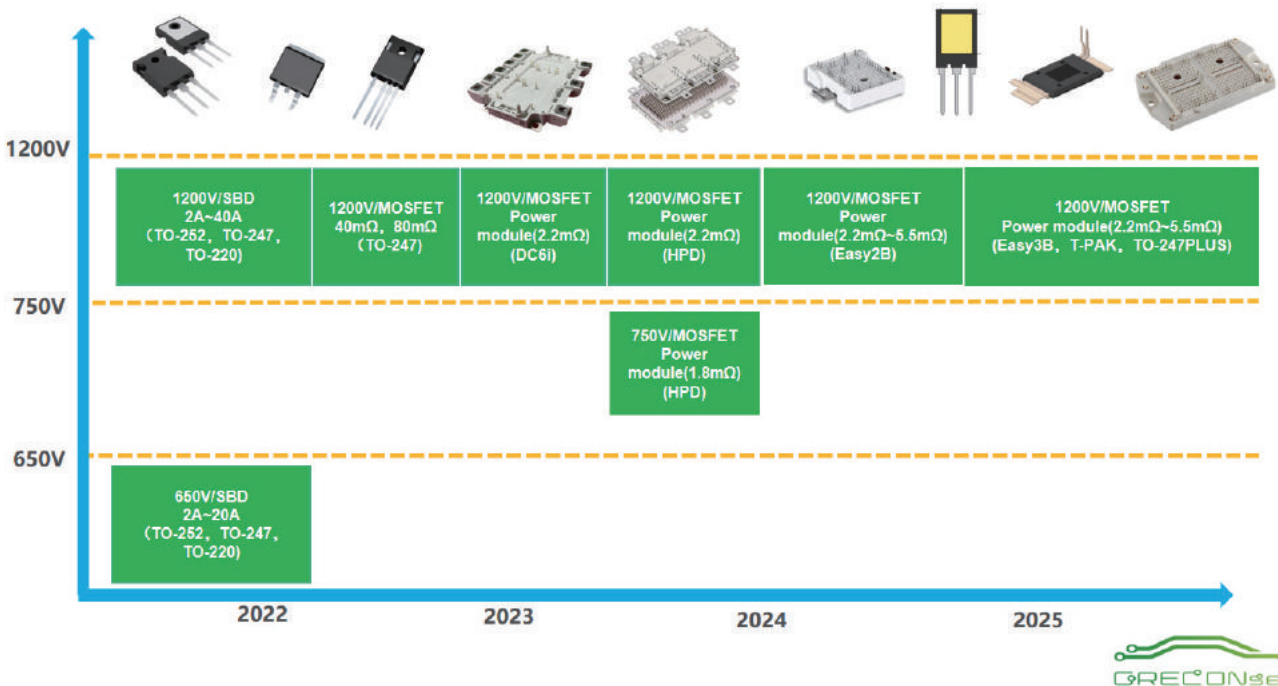 1200V
1200V/SBD
2A~40A
(TO-252, TO-247,
TO-220)
1200V/MOSFET
40mΩ, 80mΩ
(TO-247)
1200V/MOSFET
Power
module(2.2mΩ)
(DC6i)
1200V/MOSFET
Power
module(2.2mΩ)
(HPD)
1200V/MOSFET
Power
module(2.2mΩ~5.5mΩ)
(Easy2B)
1200V/MOSFET
Power module(2.2mΩ~5.5mΩ)
(Easy3B, T-PAK, TO-247PLUS)
750V
750V/MOSFET
Power
module(1.8mΩ)
(HPD)
650V
650V/SBD
2A~20A
(TO-252, TO-247,
TO-220)
2022
2023
2024
2025